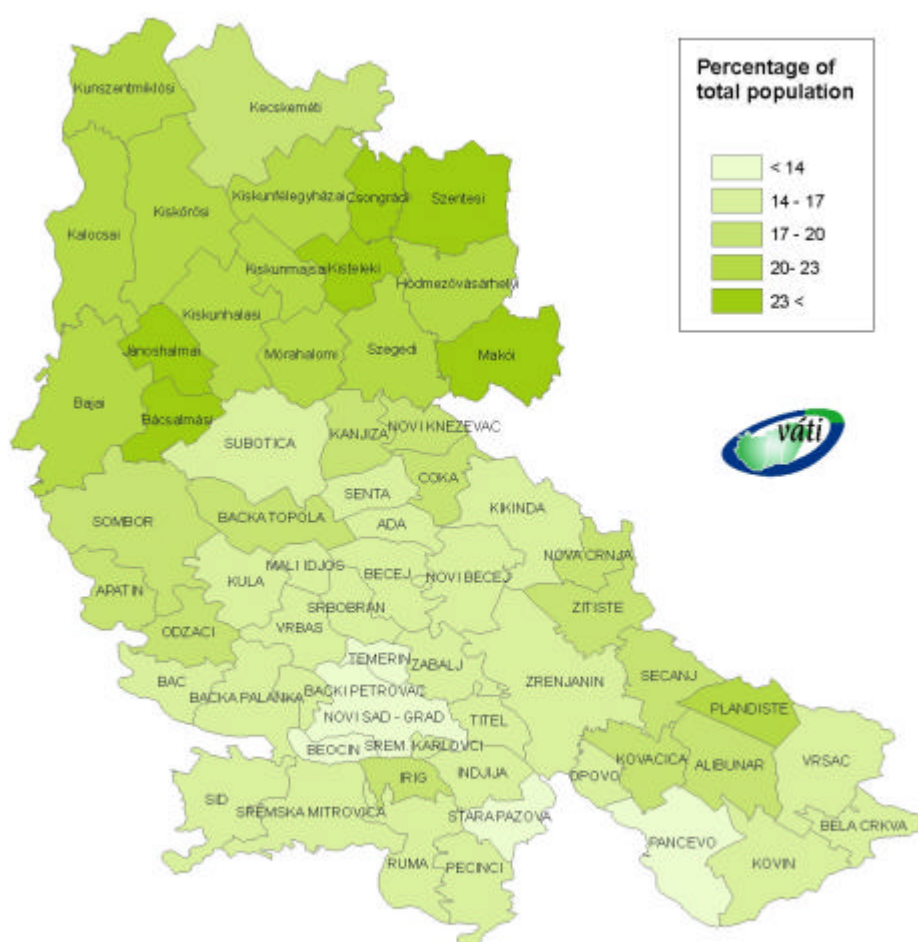 Percentage of
total population
< 14
14 - 17
17 - 20
20- 23
23 <
váti
Kunszentmiklósi
Kecskeméti
Kalocsai
Kiskőrösi
Kiskunfélegyházai
Csongrádi
Szentesi
Kiskunmajsai
Kisteleki
Hódmezővásárhelyi
Kiskunhalasi
Jánoshalmai
Mórahalomi
Szegedi
Makói
Bajai
Bácsalmási
SUBOTICA
KANJIZA
NOVI KNEZEVAC
SENTA
COKA
SOMBOR
BACKA TOPOLA
ADA
KIKINDA
APATIN
KULA
MALI IDJOS
BECEJ
NOVI BECEJ
NOVA CRNJA
ODZACI
SRBOBRAN
VRBAS
ZITISTE
BAC
BACKA PALANKA
TEMERIN
ZABALJ
BACKI PETROVAC
ZRENJANIN
SECANJ
PLANDISTE
NOVI SAD - GRAD
TITEL
BEOCIN
SREM. KARLOVCI
KOVACICA
ALIBUNAR
VRSAC
SID
SREMSKA MITROVICA
IRIG
INDJIJA
OPOVO
STARA PAZOVA
PANCEVO
BELA CRKVA
RUMA
PECINCI
KOVIN